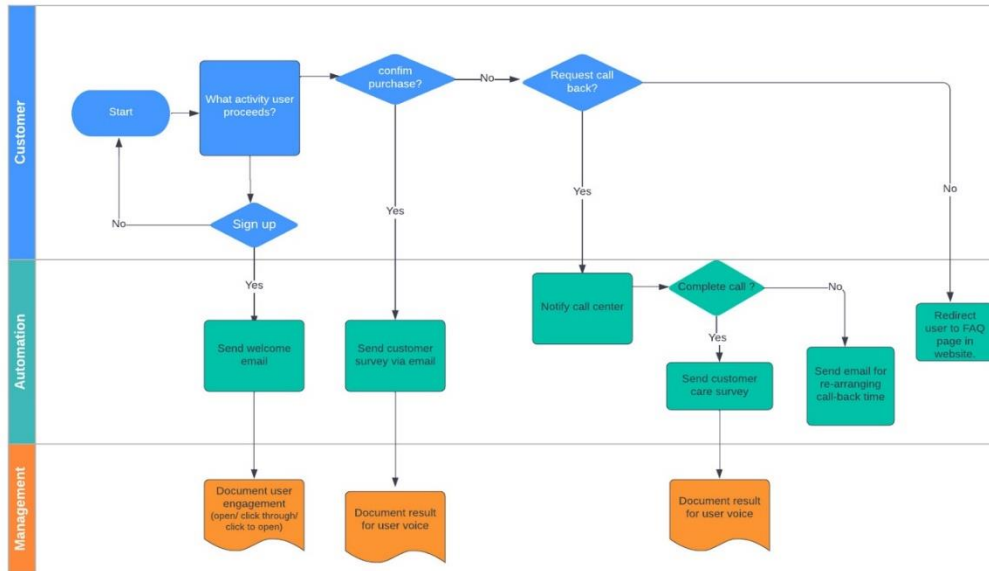 Customer
Start
What activity user
proceeds?
confim
purchase?
No
Request call
back?
No
Sign up
Yes
Yes
Yes
No
Automation
Send welcome
email
Send customer
survey via email
Notify call center
Complete call ?
No
Yes
Send customer
care survey
Send email for
re-arranging
call-back time
Redirect
user to FAQ
page in
website.
Management
Document user
engagement
(open/ click through/
click to open)
Document result
for user voice
Document result
for user voice